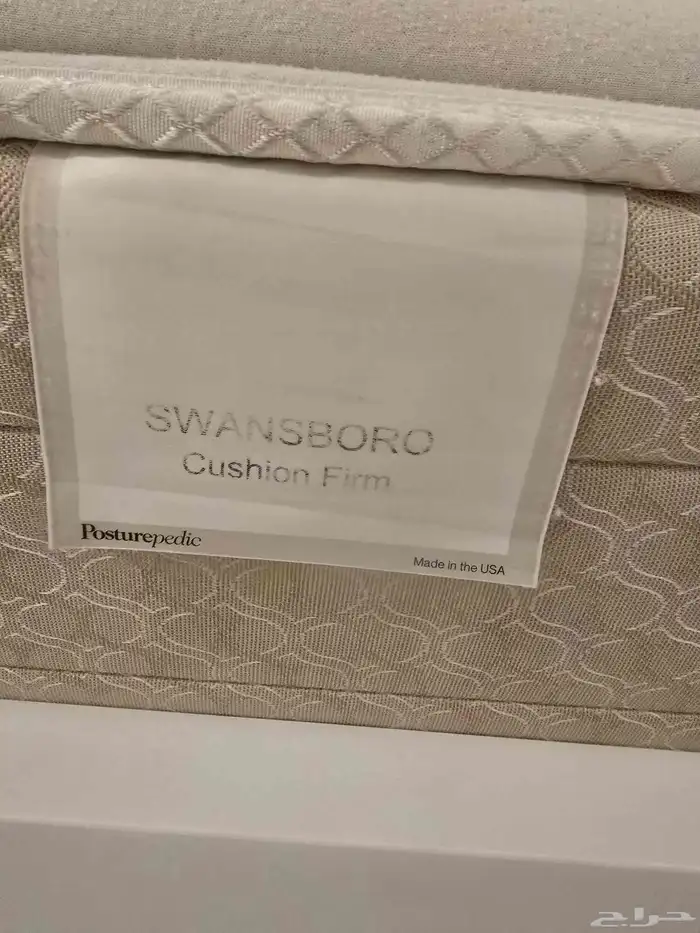 SWANSBORO
Cushion Firm
Posturepedic
Made in the USA
حراج